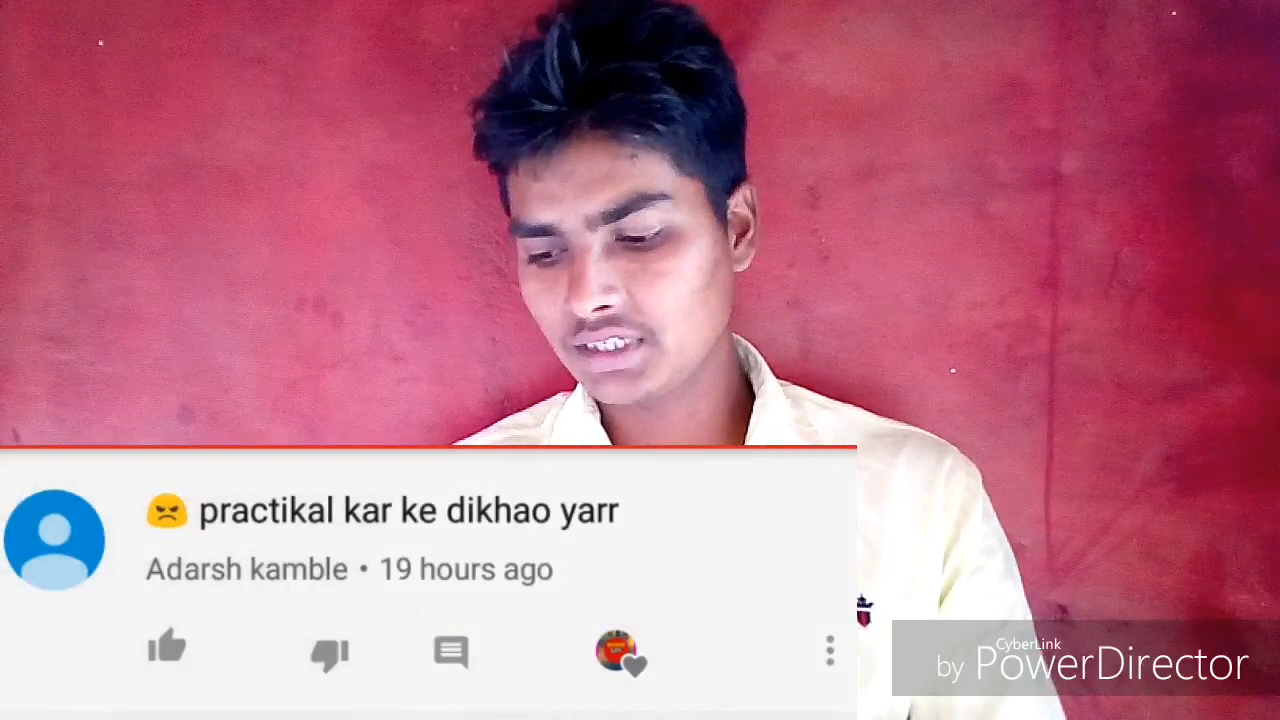 😠 practikal kar ke dikhao yarr
Adarsh kamble • 19 hours ago
CyberLink
by PowerDirector